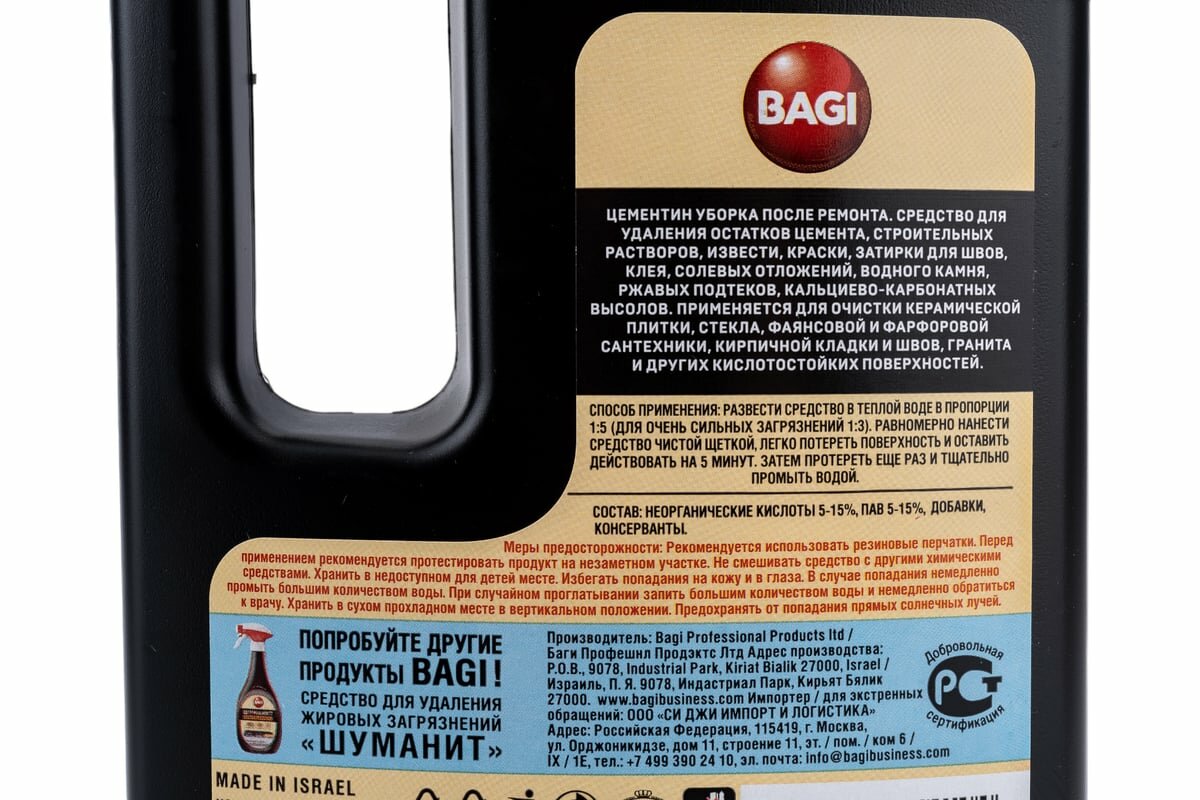 BAGI
ЦЕМЕНТИН УБОРКА ПОСЛЕ РЕМОНТА. СРЕДСТВО ДЛЯ
УДАЛЕНИЯ ОСТАТКОВ ЦЕМЕНТА, СТРОИТЕЛЬНЫХ
РАСТВОРОВ, ИЗВЕСТИ, КРАСКИ, ЗАТИРКИ ДЛЯ ШВОВ,
КЛЕЯ, СОЛЕВЫХ ОТЛОЖЕНИЙ, ВОДНОГО КАМНЯ,
РЖАВЫХ ПОДТЕКОВ, КАЛЬЦИЕВО-КАРБОНАТНЫХ
ВЫСОЛОВ. ПРИМЕНЯЕТСЯ ДЛЯ ОЧИСТКИ КЕРАМИЧЕСКОЙ
ПЛИТКИ, СТЕКЛА, ФАЯНСОВОЙ И ФАРФОРОВОЙ
САНТЕХНИКИ, КИРПИЧНОЙ КЛАДКИ И ШВОВ, ГРАНИТА
И ДРУГИХ КИСЛОТОСТОЙКИХ ПОВЕРХНОСТЕЙ.
СПОСОБ ПРИМЕНЕНИЯ: РАЗВЕСТИ СРЕДСТВО В ТЕПЛОЙ ВОДЕ В ПРОПОРЦИИ
1:5 (ДЛЯ ОЧЕНЬ СИЛЬНЫХ ЗАГРЯЗНЕНИЙ 1:3). РАВНОМЕРНО НАНЕСТИ
СРЕДСТВО ЧИСТОЙ ЩЕТКОЙ, ЛЕГКО ПОТЕРЕТЬ ПОВЕРХНОСТЬ И ОСТАВИТЬ
ДЕЙСТВОВАТЬ НА 5 МИНУТ. ЗАТЕМ ПРОТЕРЕТЬ ЕЩЕ РАЗ И ТЩАТЕЛЬНО
ПРОМЫТЬ ВОДОЙ.
СОСТАВ: НЕОРГАНИЧЕСКИЕ КИСЛОТЫ 5-15%, ПАВ 5-15%, ДОБАВКИ,
КОНСЕРВАНТЫ.
Меры предосторожности: Рекомендуется использовать резиновые перчатки. Перед
применением рекомендуется протестировать продукт на незаметном участке. Не смешивать средство с другими химическими
средствами. Хранить в недоступном для детей месте. Избегать попадания на кожу и в глаза. В случае попадания немедленно
промыть большим количеством воды. При случайном проглатывании запить большим количеством воды и немедленно обратиться
к врачу. Хранить в сухом прохладном месте в вертикальном положении. Предохранять от попадания прямых солнечных лучей.
ПОПРОБУЙТЕ ДРУГИЕ
ПРОДУКТЫ BAGI!
СРЕДСТВО ДЛЯ УДАЛЕНИЯ
ЖИРОВЫХ ЗАГРЯЗНЕНИЙ
«ШУМАНИТ»
Производитель: Bagi Professional Products ltd /
Баги Профешнл Продэктс Лтд Адрес производства:
P.O.B., 9078, Industrial Park, Kiriat Bialik 27000, Israel /
Израиль, П. Я. 9078, Индастриал Парк, Кирьят Бялик
27000. www.bagibusiness.com Импортер / для экстренных
обращений: ООО «СИ ДЖИ ИМПОРТ И ЛОГИСТИКА»
Адрес: Российская Федерация, 115419, г. Москва,
ул. Орджоникидзе, дом 11, строение 11, эт. / пом. / ком 6 /
IX / 1Е, тел.: +7 499 390 24 10, эл. почта: info@bagibusiness.com
Добровольная
РСТ
сертификация
MADE IN ISRAEL